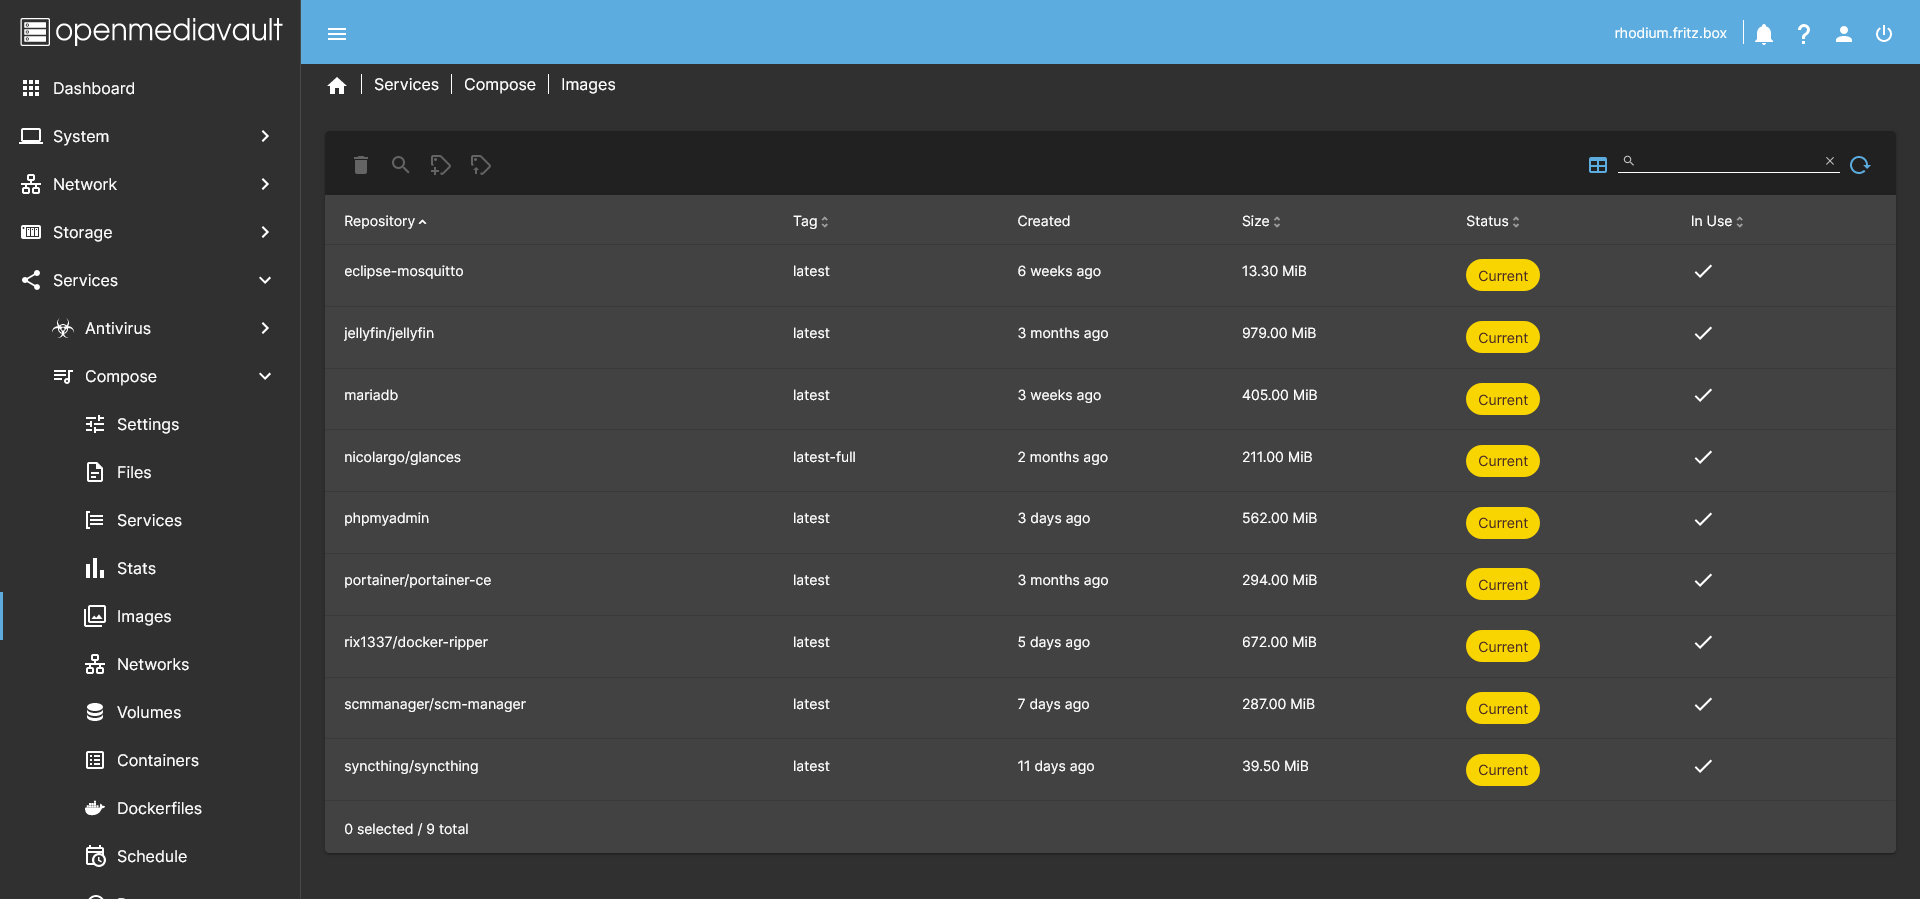 openmediavault
rhodium.fritz.box
Dashboard
System
Network
Storage
Services
Antivirus
Compose
Settings
Files
Services
Stats
Images
Networks
Volumes
Containers
Dockerfiles
Schedule
Services Compose Images
Repository Tag Created Size Status In Use
eclipse-mosquitto latest 6 weeks ago 13.30 MiB Current
jellyfin/jellyfin latest 3 months ago 979.00 MiB Current
mariadb latest 3 weeks ago 405.00 MiB Current
nicolargo/glances latest-full 2 months ago 211.00 MiB Current
phpmyadmin latest 3 days ago 562.00 MiB Current
portainer/portainer-ce latest 3 months ago 294.00 MiB Current
rix1337/docker-ripper latest 5 days ago 672.00 MiB Current
scmmanager/scm-manager latest 7 days ago 287.00 MiB Current
syncthing/syncthing latest 11 days ago 39.50 MiB Current
0 selected / 9 total